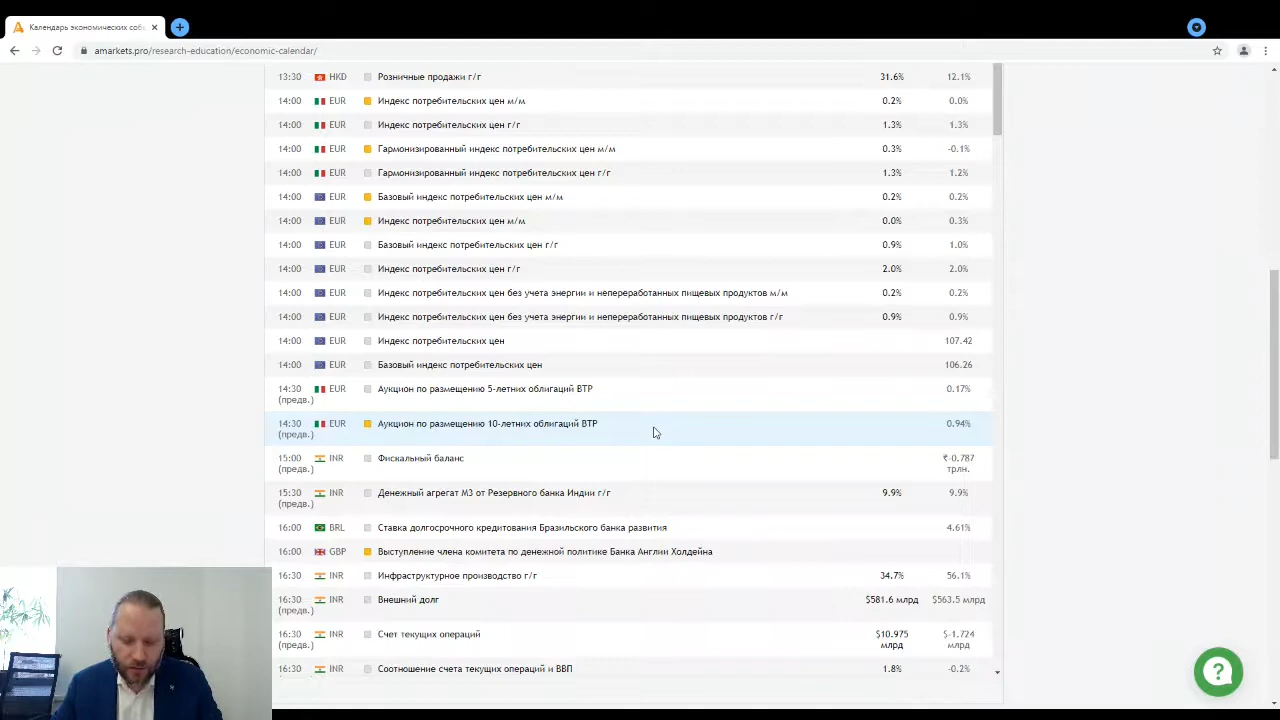 Календарь экономических соб
amarkets.pro/research-education/economic-calendar/
13:30 HKD Розничные продажи г/г 31.6% 12.1%
14:00 EUR Индекс потребительских цен м/м 0.2% 0.0%
14:00 EUR Индекс потребительских цен г/г 1.3% 1.3%
14:00 EUR Гармонизированный индекс потребительских цен м/м 0.3% -0.1%
14:00 EUR Гармонизированный индекс потребительских цен г/г 1.3% 1.2%
14:00 EUR Базовый индекс потребительских цен м/м 0.2% 0.2%
14:00 EUR Индекс потребительских цен м/м 0.0% 0.3%
14:00 EUR Базовый индекс потребительских цен г/г 0.9% 1.0%
14:00 EUR Индекс потребительских цен г/г 2.0% 2.0%
14:00 EUR Индекс потребительских цен без учета энергии и непереработанных пищевых продуктов м/м 0.2% 0.2%
14:00 EUR Индекс потребительских цен без учета энергии и непереработанных пищевых продуктов г/г 0.9% 0.9%
14:00 EUR Индекс потребительских цен 107.42
14:00 EUR Базовый индекс потребительских цен 106.26
14:30 EUR Аукцион по размещению 5-летних облигаций BTP 0.17%
(предв.)
14:30 EUR Аукцион по размещению 10-летних облигаций BTP 0.94%
(предв.)
15:00 INR Фискальный баланс ₹-0.787
(предв.) трлн.
15:30 INR Денежный агрегат М3 от Резервного банка Индии г/г 9.9% 9.9%
(предв.)
16:00 BRL Ставка долгосрочного кредитования Бразильского банка развития 4.61%
16:00 GBP Выступление члена комитета по денежной политике Банка Англии Холдейна
16:30 INR Инфраструктурное производство г/г 34.7% 56.1%
16:30 INR Внешний долг $581.6 млрд $563.5 млрд
(предв.)
16:30 INR Счет текущих операций $10.975 $-1.724
(предв.) млрд млрд
16:30 INR Соотношение счета текущих операций и ВВП 1.8% -0.2%